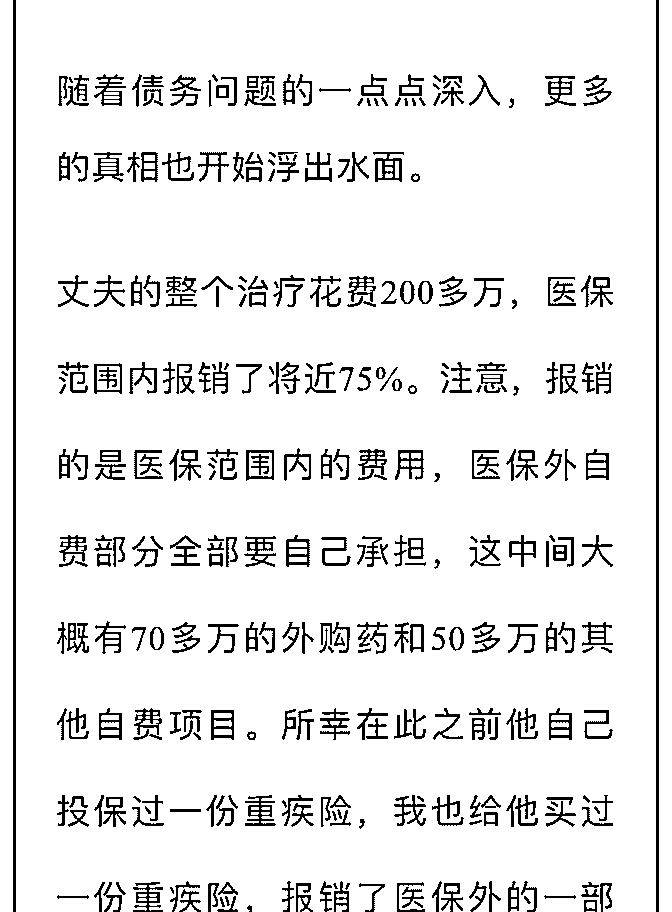 随着债务问题的一点点深入，更多
的真相也开始浮出水面。
丈夫的整个治疗花费200多万，医保
范围内报销了将近75%。注意，报销
的是医保范围内的费用，医保外自
费部分全部要自己承担，这中间大
概有70多万的外购药和50多万的其
他自费项目。所幸在此之前他自己
投保过一份重疾险，我也给他买过
一份重疾险，报销了医保外的一部